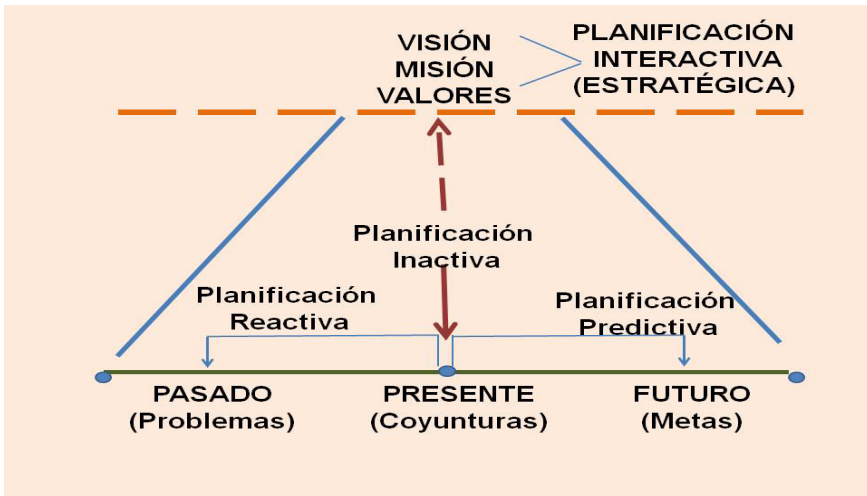 VISIÓN
MISIÓN
VALORES
PLANIFICACIÓN
INTERACTIVA
(ESTRATÉGICA)
Planificación
Inactiva
Planificación
Reactiva
Planificación
Predictiva
PASADO
(Problemas)
PRESENTE
(Coyunturas)
FUTURO
(Metas)